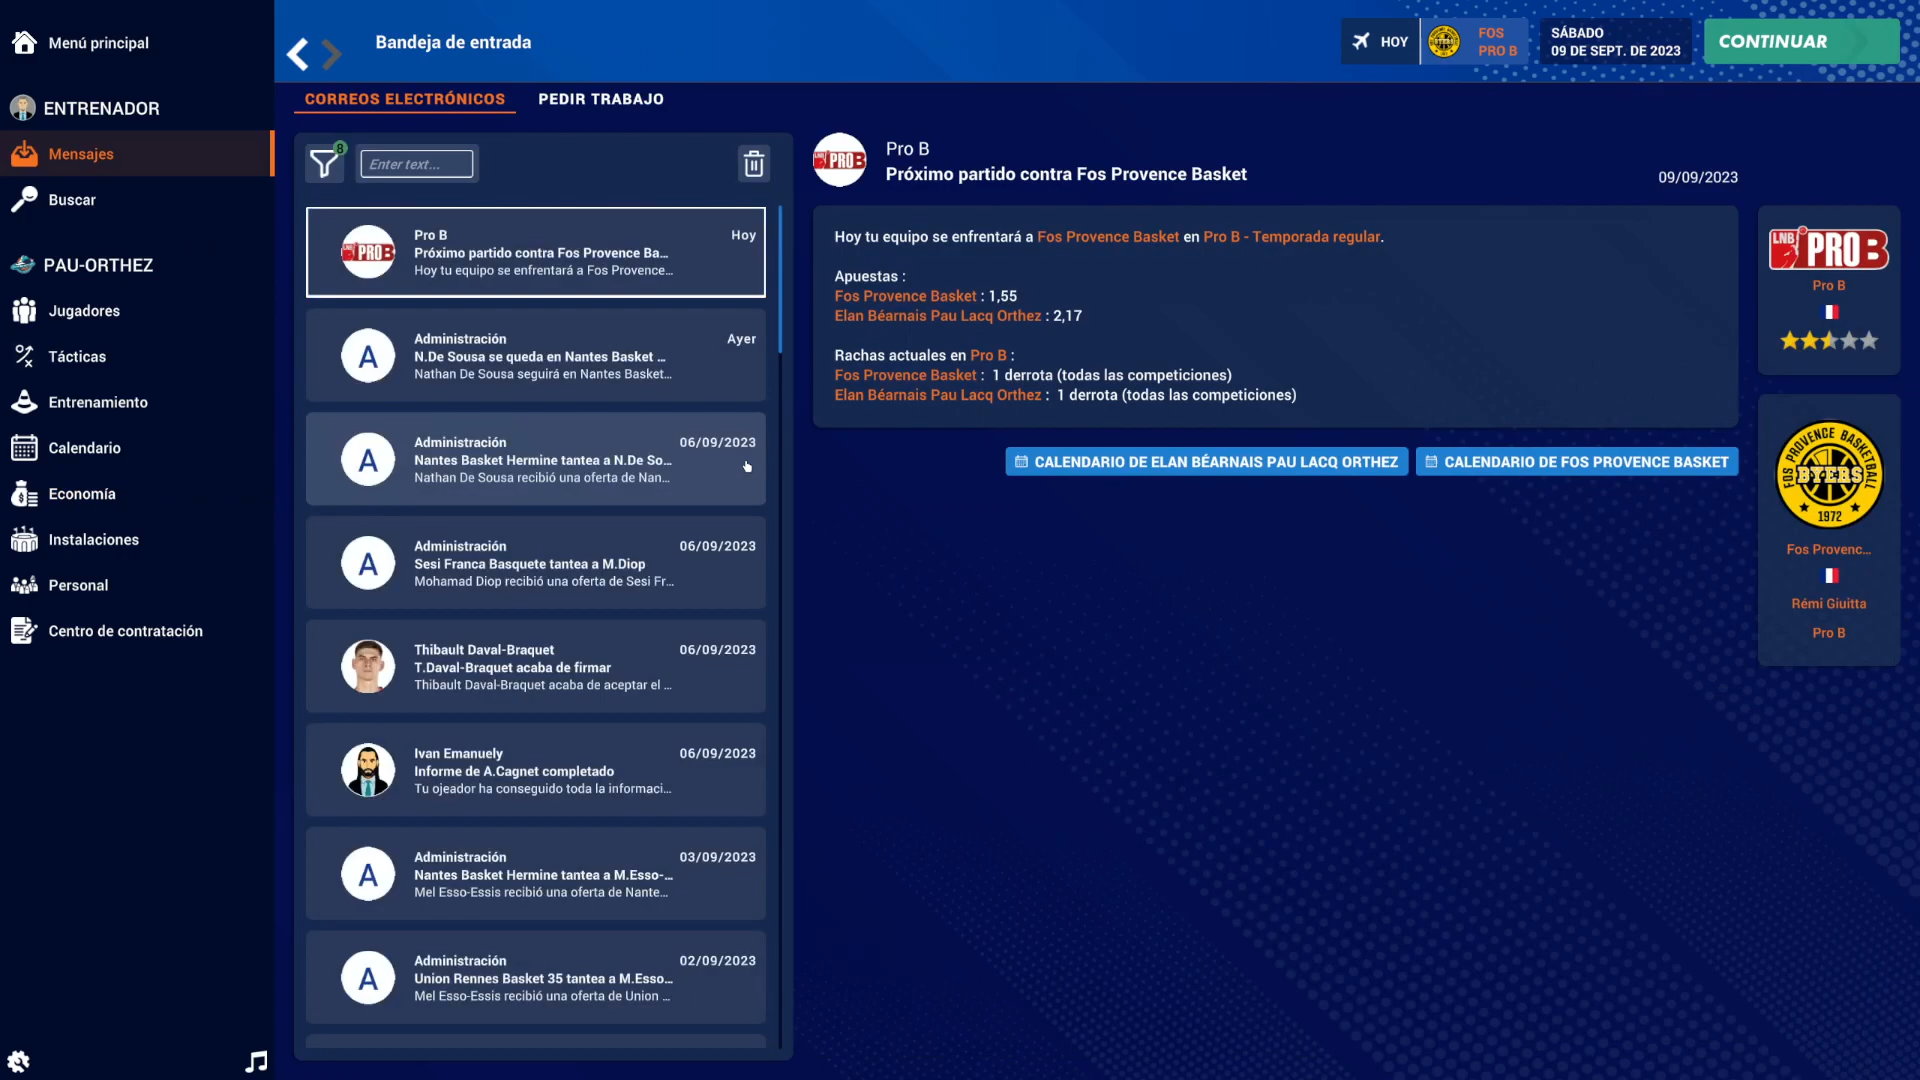 Menú principal
ENTRENADOR
Mensajes
Buscar
PAU-ORTHEZ
Jugadores
Tácticas
Entrenamiento
Calendario
Economía
Instalaciones
Personal
Centro de contratación
Bandeja de entrada
HOY
FOS
PRO B
SÁBADO
09 DE SEPT. DE 2023
CONTINUAR
CORREOS ELECTRÓNICOS
PEDIR TRABAJO
8
Enter text...
Pro B
Hoy
Próximo partido contra Fos Provence Ba...
Hoy tu equipo se enfrentará a Fos Provence...
A
Administración
Ayer
N.De Sousa se queda en Nantes Basket ...
Nathan De Sousa seguirá en Nantes Basket...
A
Administración
06/09/2023
Nantes Basket Hermine tantea a N.De So...
Nathan De Sousa recibió una oferta de Nan...
A
Administración
06/09/2023
Sesi Franca Basquete tantea a M.Diop
Mohamad Diop recibió una oferta de Sesi Fr...
Thibault Daval-Braquet
06/09/2023
T.Daval-Braquet acaba de firmar
Thibault Daval-Braquet acaba de aceptar el ...
Ivan Emanuely
06/09/2023
Informe de A.Cagnet completado
Tu ojeador ha conseguido toda la informaci...
A
Administración
03/09/2023
Nantes Basket Hermine tantea a M.Esso-...
Mel Esso-Essis recibió una oferta de Nante...
A
Administración
02/09/2023
Union Rennes Basket 35 tantea a M.Esso...
Mel Esso-Essis recibió una oferta de Union ...
Pro B
Próximo partido contra Fos Provence Basket
09/09/2023
Hoy tu equipo se enfrentará a Fos Provence Basket en Pro B - Temporada regular.
Apuestas :
Fos Provence Basket : 1,55
Elan Béarnais Pau Lacq Orthez : 2,17
Rachas actuales en Pro B :
Fos Provence Basket : 1 derrota (todas las competiciones)
Elan Béarnais Pau Lacq Orthez : 1 derrota (todas las competiciones)
CALENDARIO DE ELAN BÉARNAIS PAU LACQ ORTHEZ
CALENDARIO DE FOS PROVENCE BASKET
LNB PRO B
Pro B
FOS PROVENCE BASKETBALL
BYERS
1972
Fos Provenc...
Rémi Giuitta
Pro B